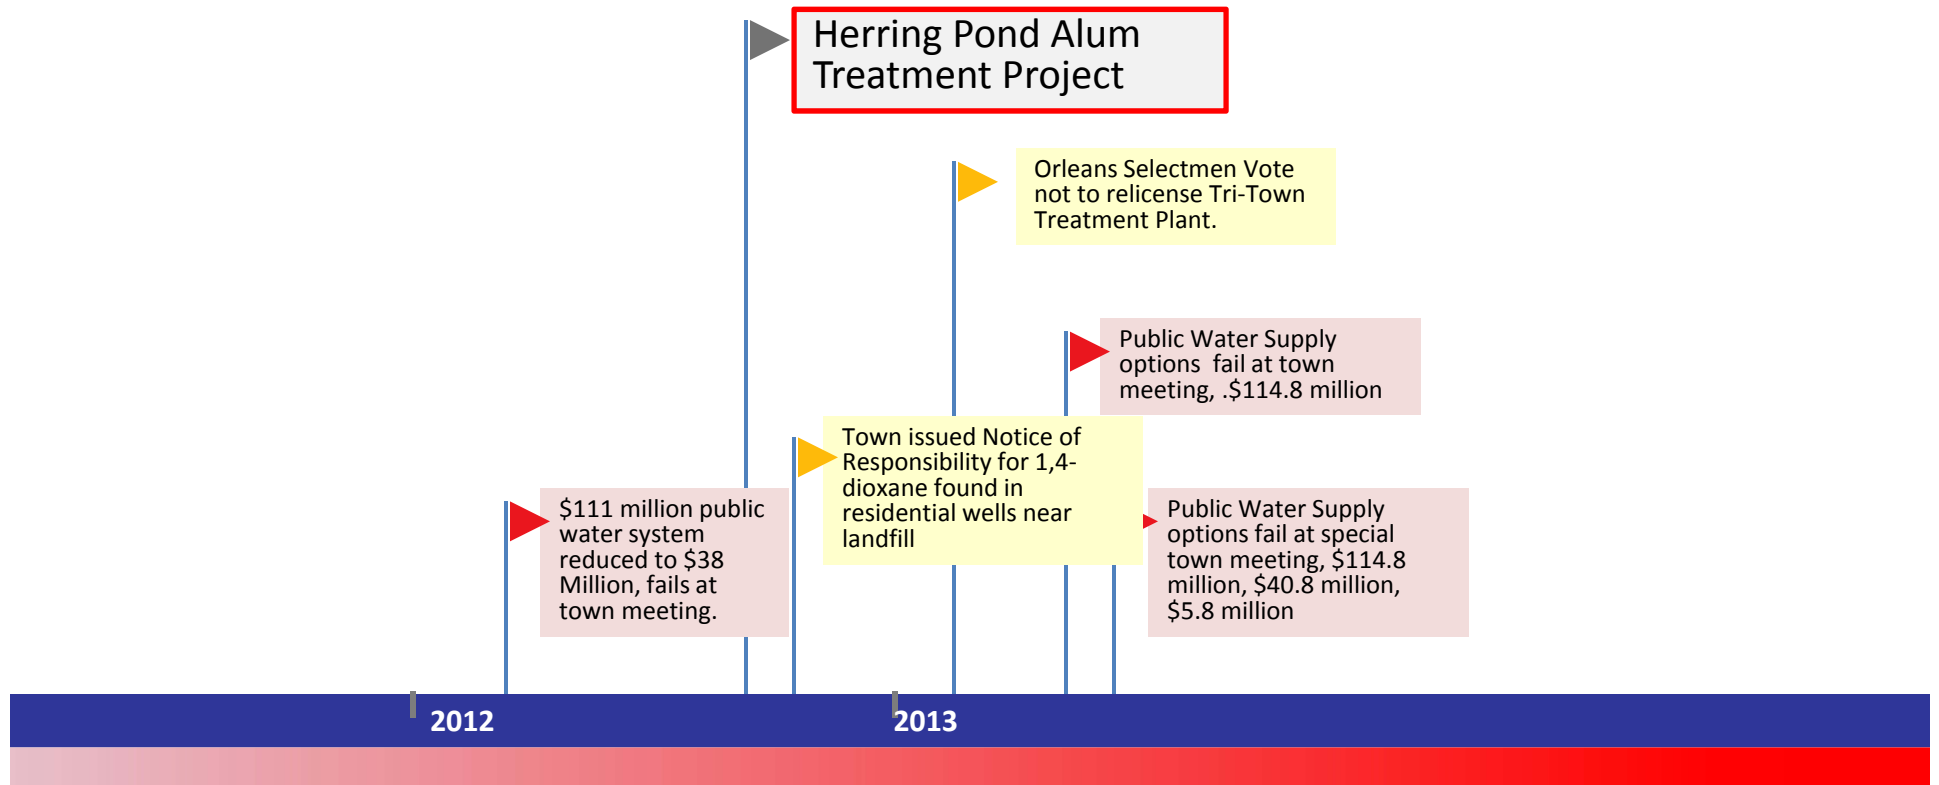 Herring Pond Alum
Treatment Project
Orleans Selectmen Vote
not to relicense Tri-Town
Treatment Plant.
Public Water Supply
options  fail at town
meeting, .$114.8 million
Town issued Notice of
Responsibility for 1,4-
dioxane found in
residential wells near
landfill
$111 million public
water system
reduced to $38
Million, fails at
town meeting.
Public Water Supply
options fail at special
town meeting, $114.8
million, $40.8 million,
$5.8 million
2012
2013